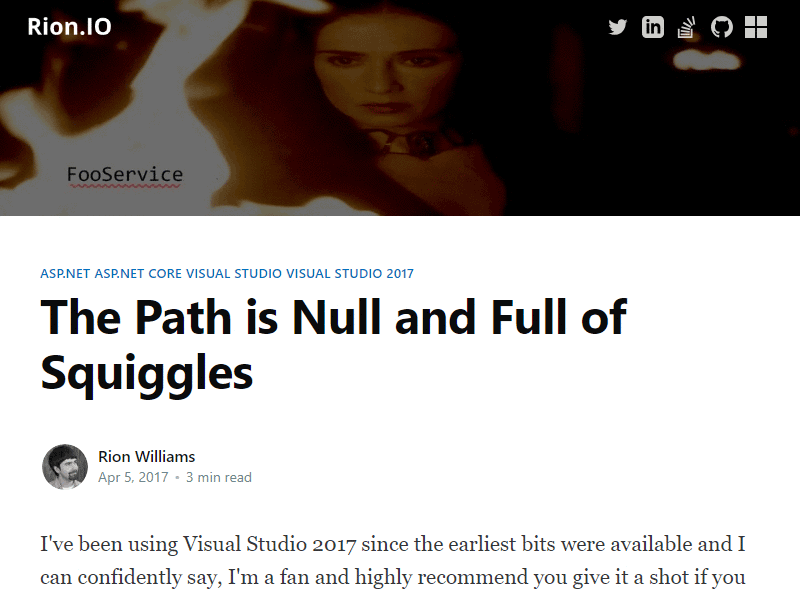 Rion.IO
FooService
ASP.NET ASP.NET CORE VISUAL STUDIO VISUAL STUDIO 2017
The Path is Null and Full of
Squiggles
Rion Williams
Apr 5, 2017 • 3 min read
I've been using Visual Studio 2017 since the earliest bits were available and I
can confidently say, I'm a fan and highly recommend you give it a shot if you